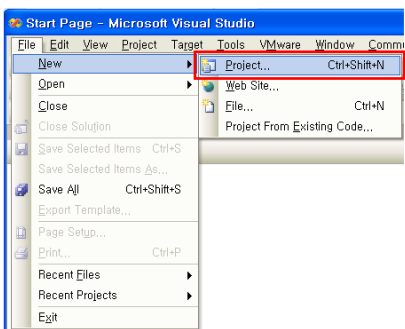 Start Page - Microsoft Visual Studio
File Edit View Project Target Tools VMware Window Commu
New
Project... Ctrl+Shift+N
Open
Web Site...
Close
File... Ctrl+N
Close Solution
Project From Existing Code...
Save Selected Items Ctrl+S
Save Selected Items As...
Save All Ctrl+Shift+S
Export Template...
Page Setup...
Print... Ctrl+P
Recent Files
Recent Projects
Exit